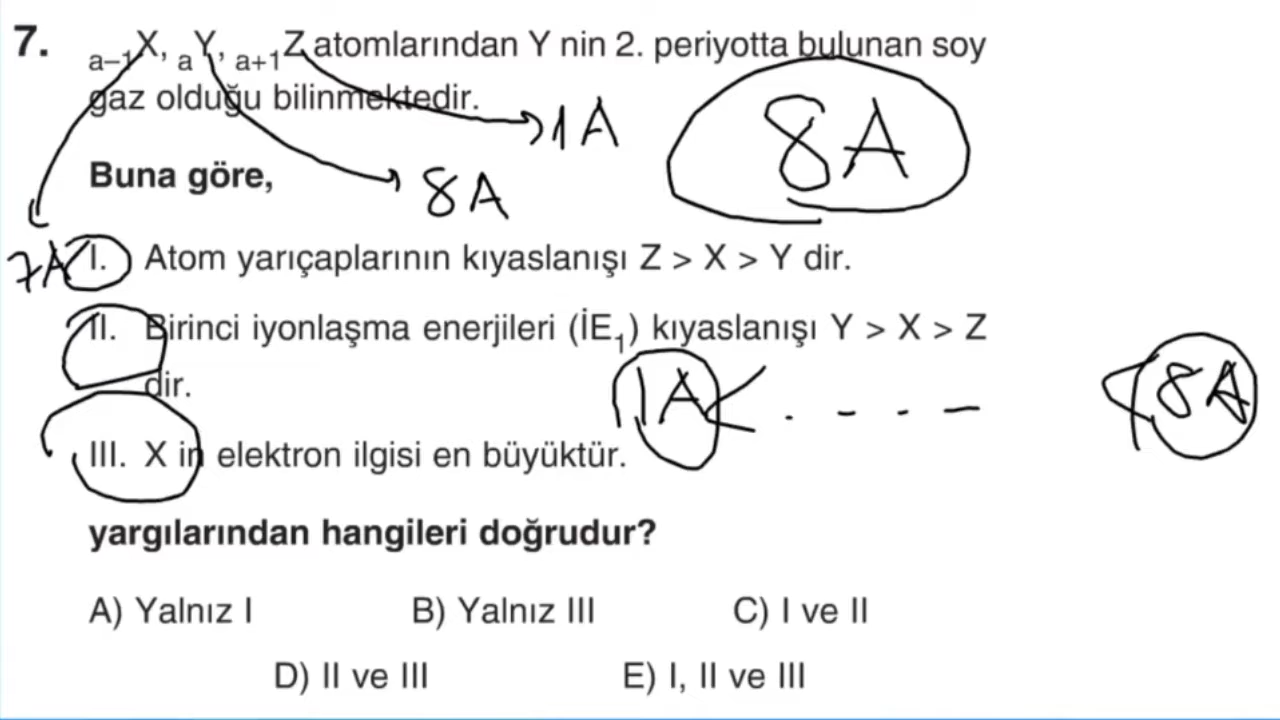 7. a–1X, aY, a+1Z atomlarından Y nin 2. periyotta bulunan soy
gaz olduğu bilinmektedir.
8A
1A
Buna göre,
8A
7A
I. Atom yarıçaplarının kıyaslanışı Z > X > Y dir.
II. Birinci iyonlaşma enerjileri (İE1) kıyaslanışı Y > X > Z
dir.
1A < . - . - < 8A
III. X in elektron ilgisi en büyüktür.
yargılarından hangileri doğrudur?
A) Yalnız I B) Yalnız III C) I ve II
D) II ve III E) I, II ve III